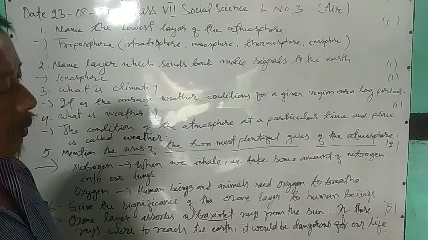 Date 23-08- Class VII Social Science L No.3 (Air)
1. Name the lowest layer of the atmosphere (1)
→ Troposphere (stratosphere, mesosphere, thermosphere,
2. Name layer which sends back radio signals to the earth. (1)
→ Ionosphere (1)
3. What is climate?
→ It is the average weather conditions for a given region over a long period. (1)
4. What is weather
→ The condition of the atmosphere at a particular time and place is called weather
5. Mention the uses of the two most plentiful gases of the atmosphere. (2)
→ Nitrogen → When we inhale, we take some amount of nitrogen
into our lungs
Oxygen → Human beings and animals need oxygen to breathe
Give the significance of the ozone layer to human beings
Ozone layer absorbs ultraviolet rays from the sun. If these (2)
rays were to reach the earth, it would be dangerous for our life